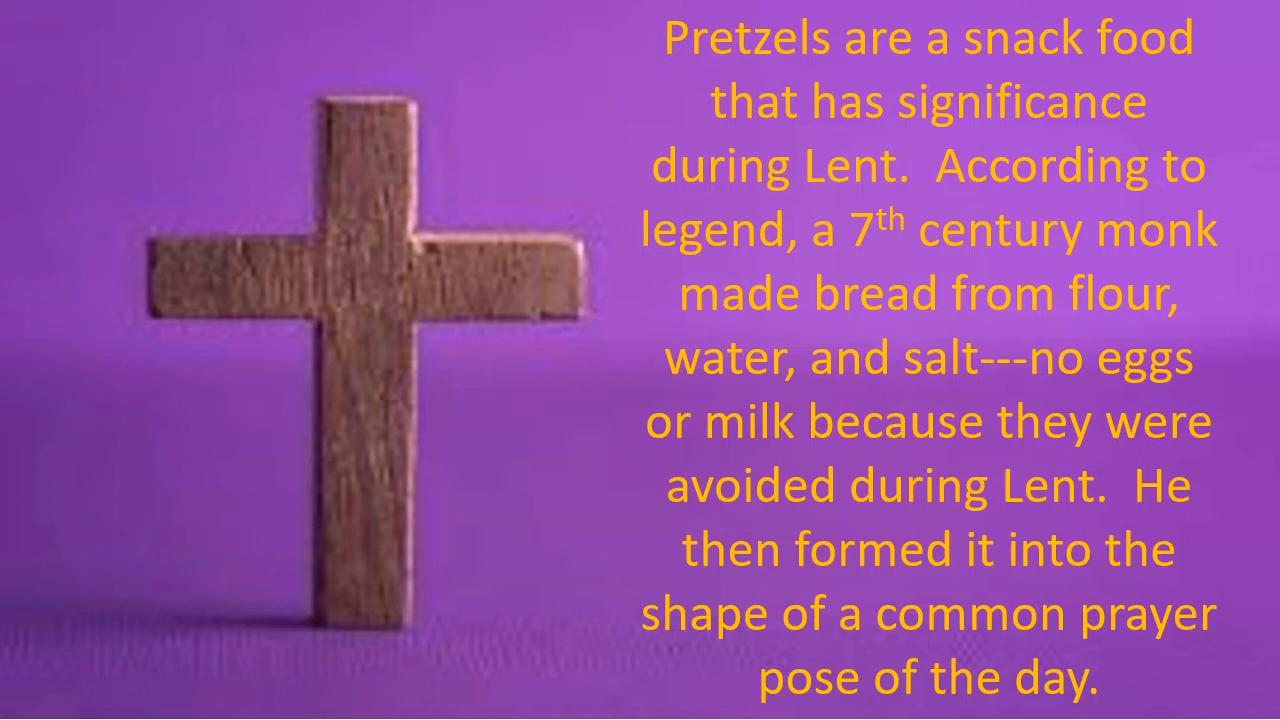 Pretzels are a snack food
that has significance
during Lent.  According to
legend, a 7th century monk
made bread from flour,
water, and salt---no eggs
or milk because they were
avoided during Lent.  He
then formed it into the
shape of a common prayer
pose of the day.